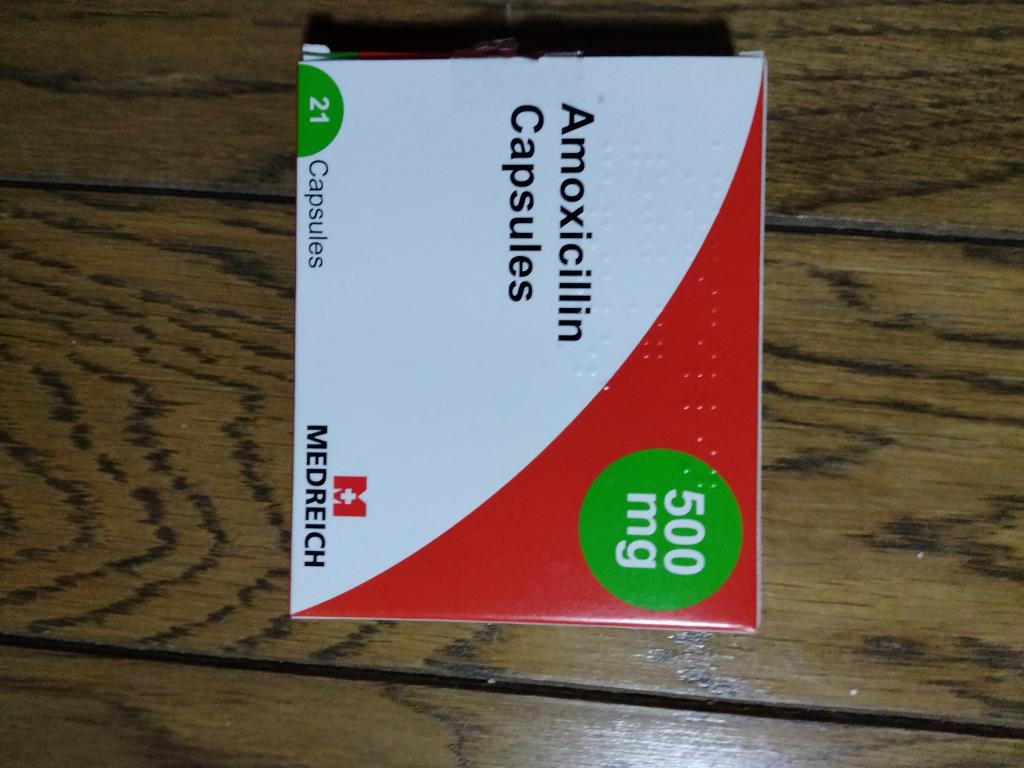 Amoxicillin
Capsules
500
mg
21 Capsules
MEDREICH